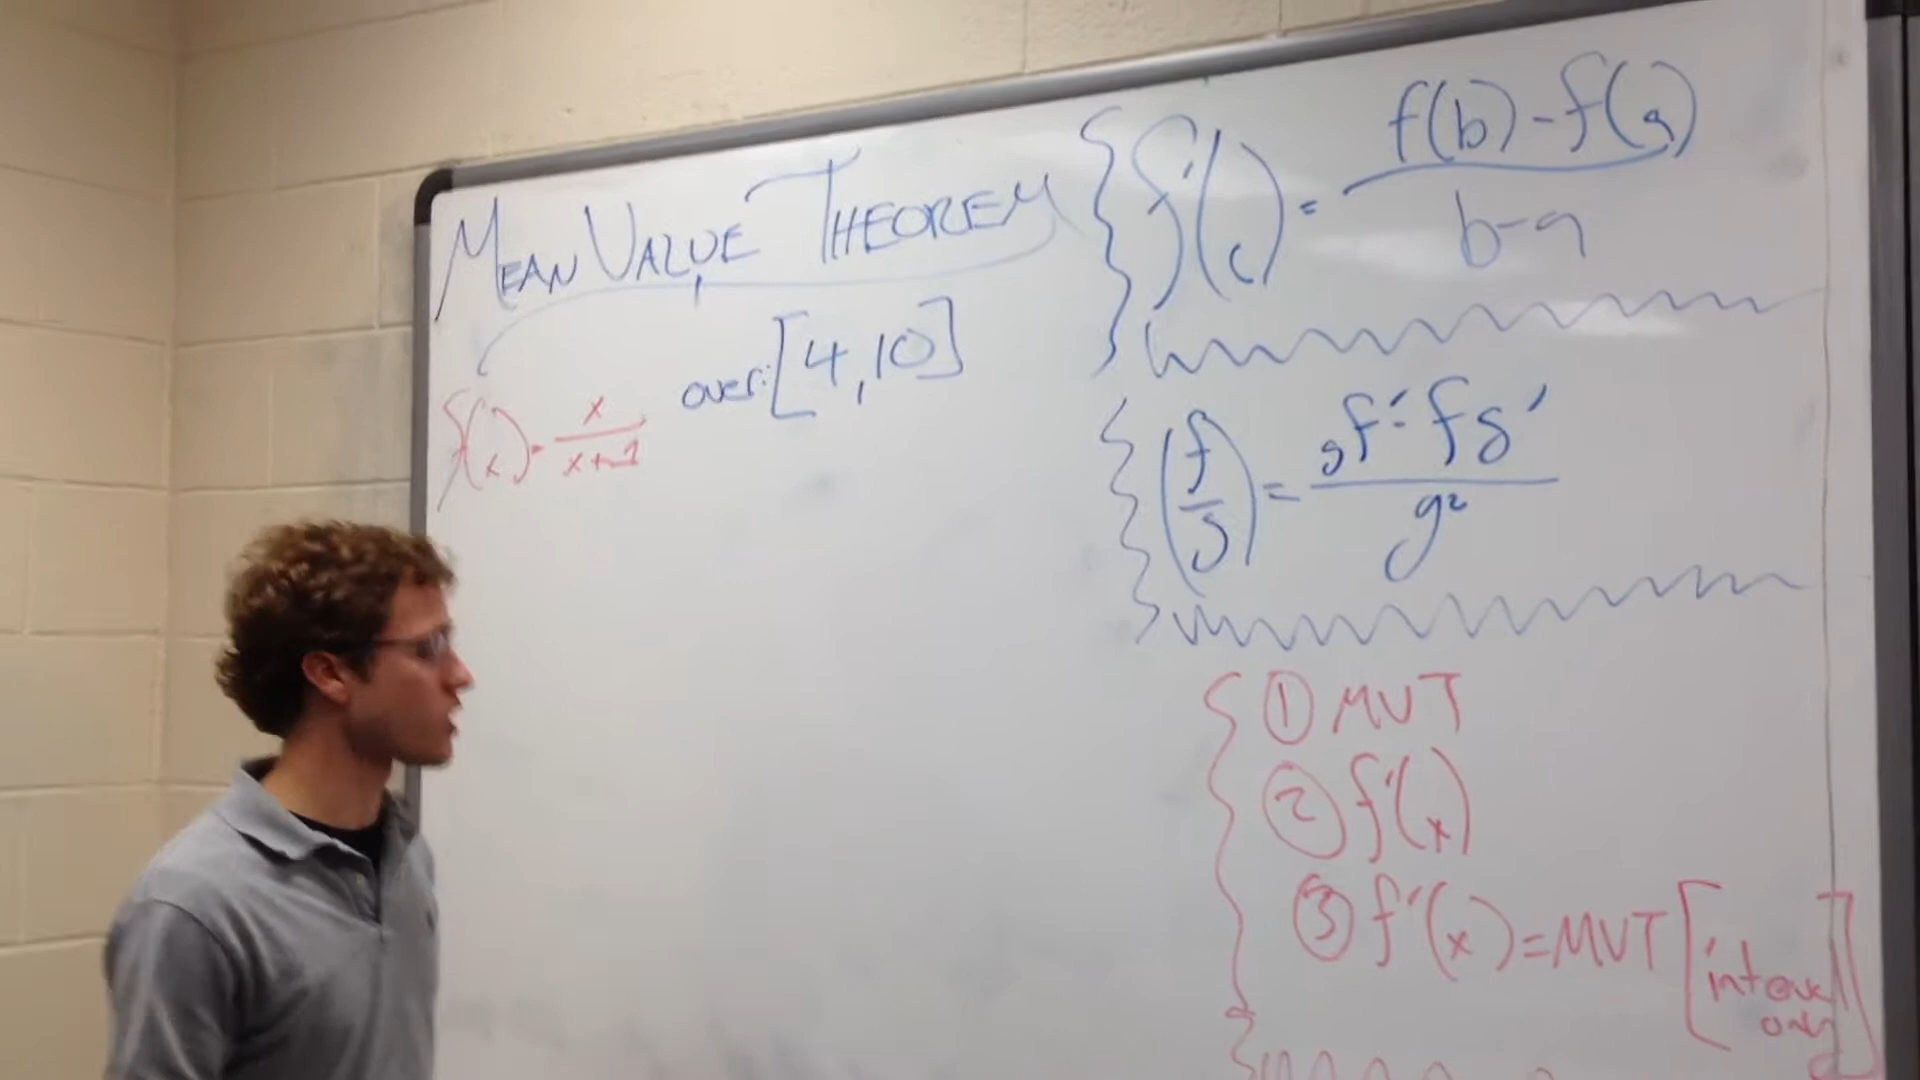 MEAN VALUE THEOREM
f(x) = x/(x+1) over: [4,10]
f'(c) = (f(b)-f(a))/(b-a)
(f/g) = (gf'-fg')/g²
① MVT
② f'(x)
③ f'(x)=MVT [interval only]